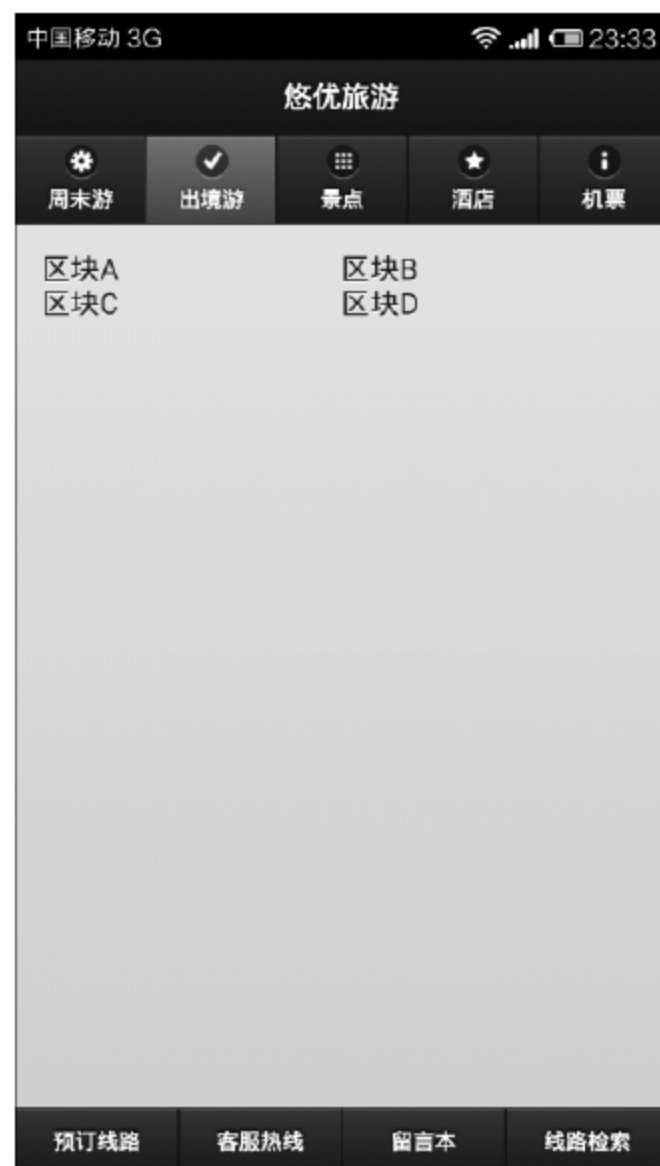 中国移动 3G 23:33
悠优旅游
周末游 出境游 景点 酒店 机票
区块A 区块B
区块C 区块D
预订线路 客服热线 留言本 线路检索